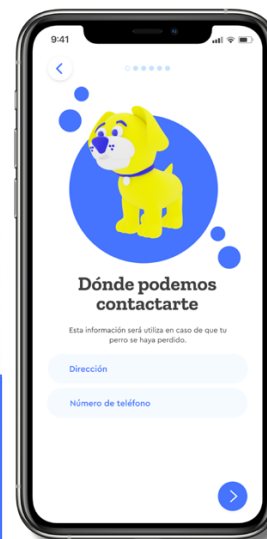 9:41
Dónde podemos
contactarte
Esta información será utiliza en caso de que tu
perro se haya perdido.
Dirección
Número de teléfono